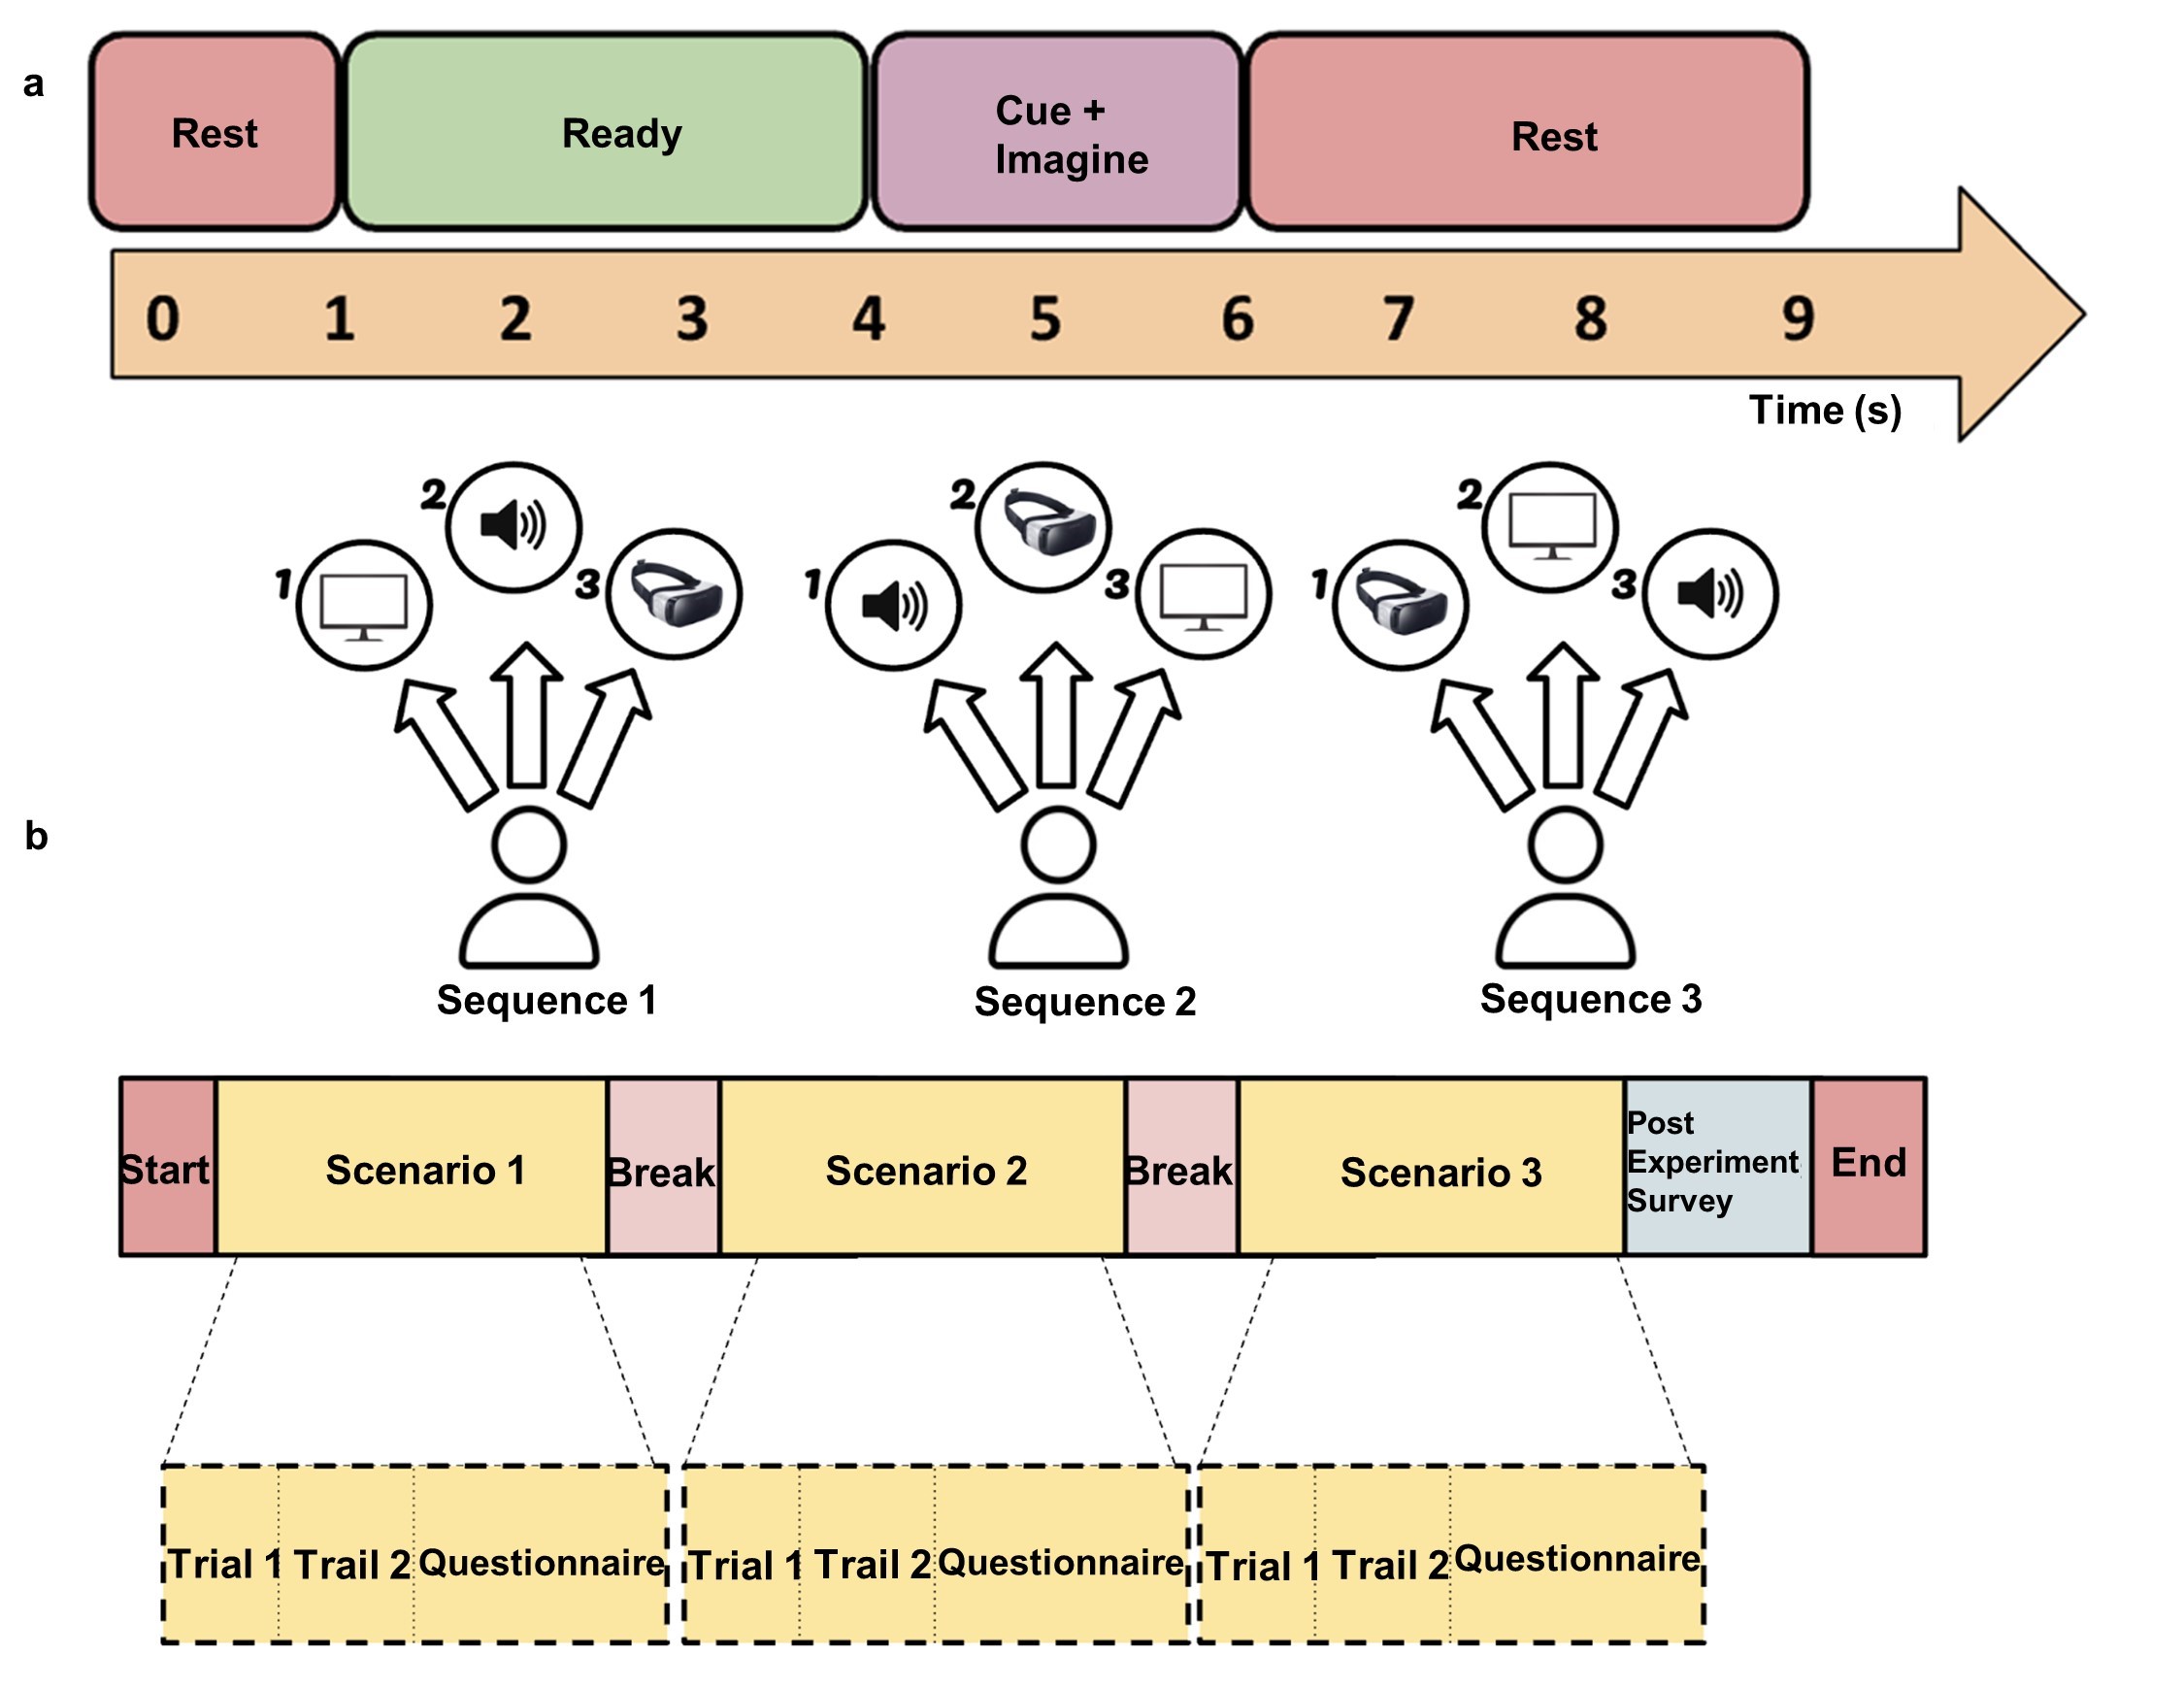 a
Rest
Ready
Cue +
Imagine
Rest
0 1 2 3 4 5 6 7 8 9
Time (s)
1
2
3
1
2
3
1
2
3
b
Sequence 1
Sequence 2
Sequence 3
Start
Scenario 1
Break
Scenario 2
Break
Scenario 3
Post
Experiment
Survey
End
Trial 1
Trail 2
Questionnaire
Trial 1
Trail 2
Questionnaire
Trial 1
Trail 2
Questionnaire